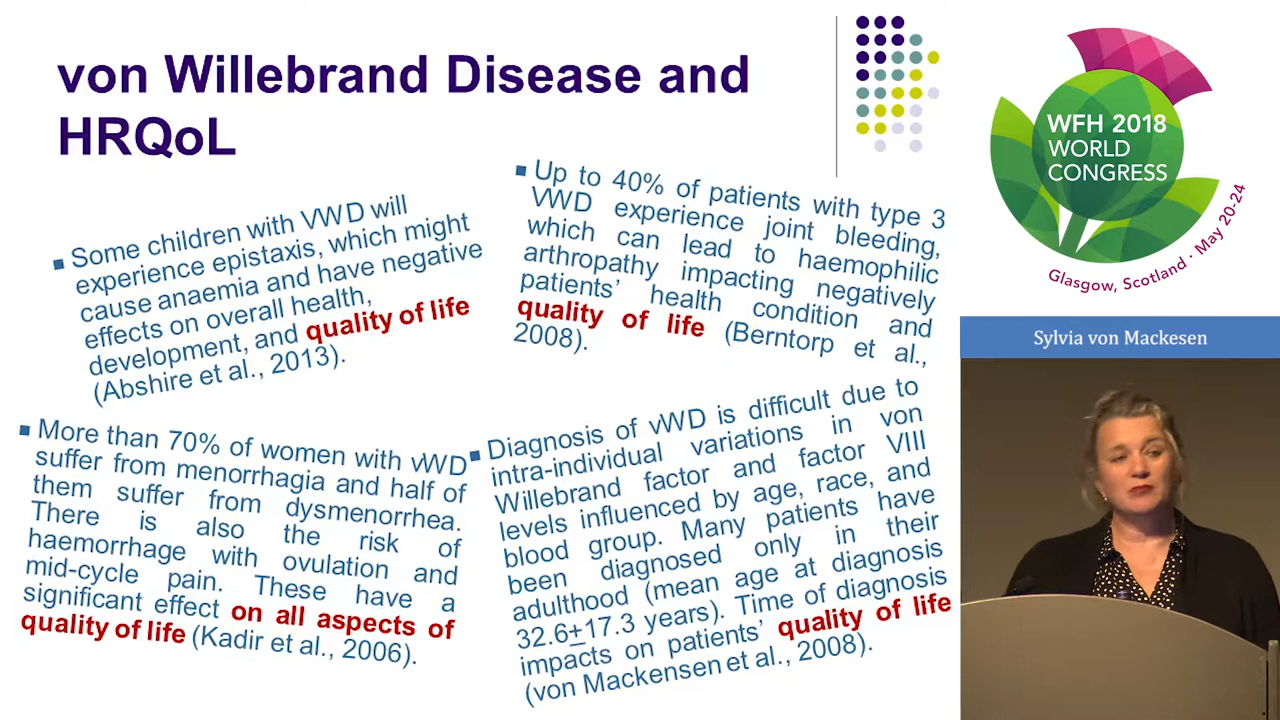 von Willebrand Disease and
HRQoL
Some children with VWD will
experience epistaxis, which might
cause anaemia and have negative
effects on overall health,
development, and quality of life
(Abshire et al., 2013).
Up to 40% of patients with type 3
VWD experience joint bleeding,
which can lead to haemophilic
arthropathy impacting negatively
patients’ health condition and
quality of life (Berntorp et al.,
2008).
More than 70% of women with vWD
suffer from menorrhagia and half of
them suffer from dysmenorrhea.
There is also the risk of
haemorrhage with ovulation and
mid-cycle pain. These have a
significant effect on all aspects of
quality of life (Kadir et al., 2006).
Diagnosis of vWD is difficult due to
intra-individual variations in von
Willebrand factor and factor VIII
levels influenced by age, race, and
blood group. Many patients have
been diagnosed only in their
adulthood (mean age at diagnosis
32.6±17.3 years). Time of diagnosis
impacts on patients’ quality of life
(von Mackensen et al., 2008).
WFH 2018
WORLD
CONGRESS
Glasgow, Scotland · May 20-24
Sylvia von Mackesen